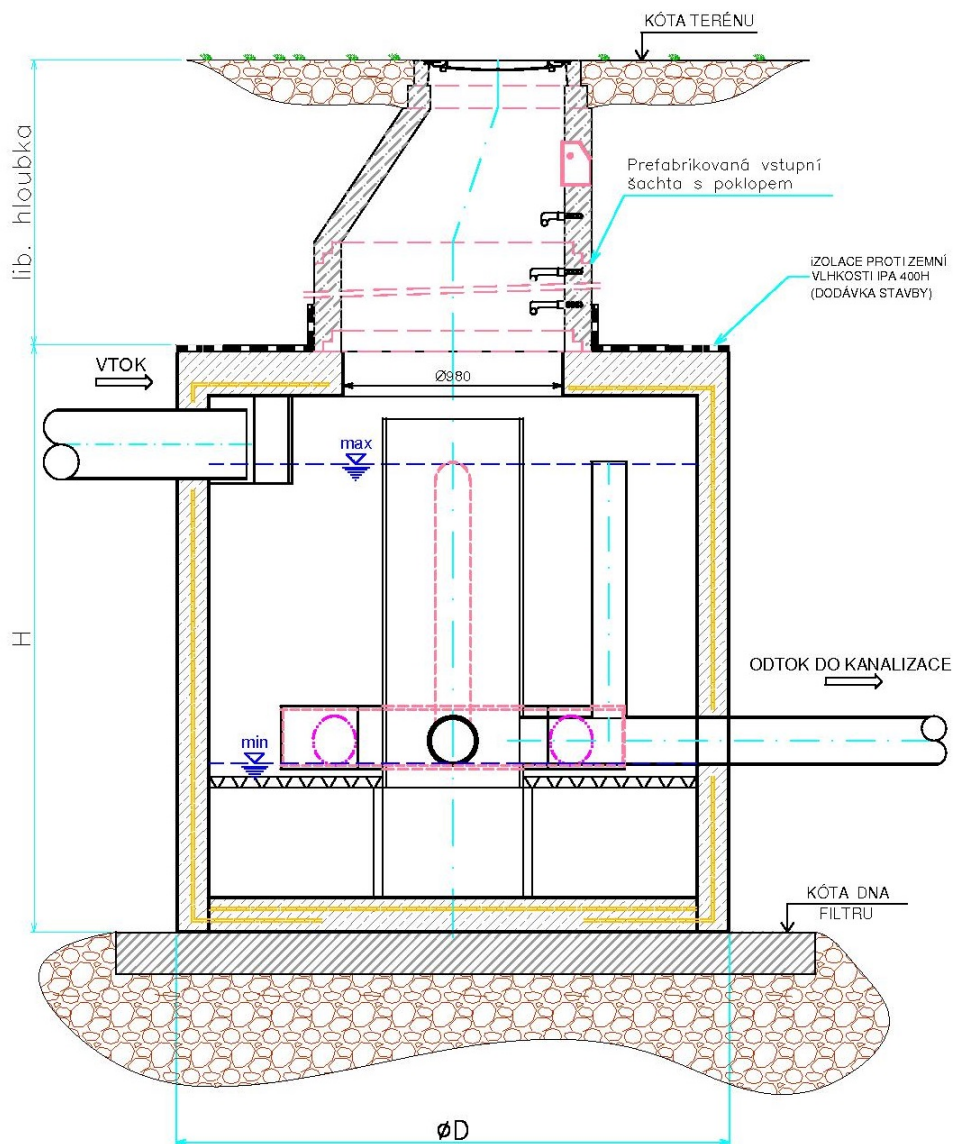 KÓTA TERÉNU
lib. hloubka
Prefabrikovaná vstupní
šachta s poklopem
iZOLACE PROTI ZEMNÍ
VLHKOSTI IPA 400H
(DODÁVKA STAVBY)
VTOK
Ø980
max
H
ODTOK DO KANALIZACE
min
KÓTA DNA
FILTRU
øD